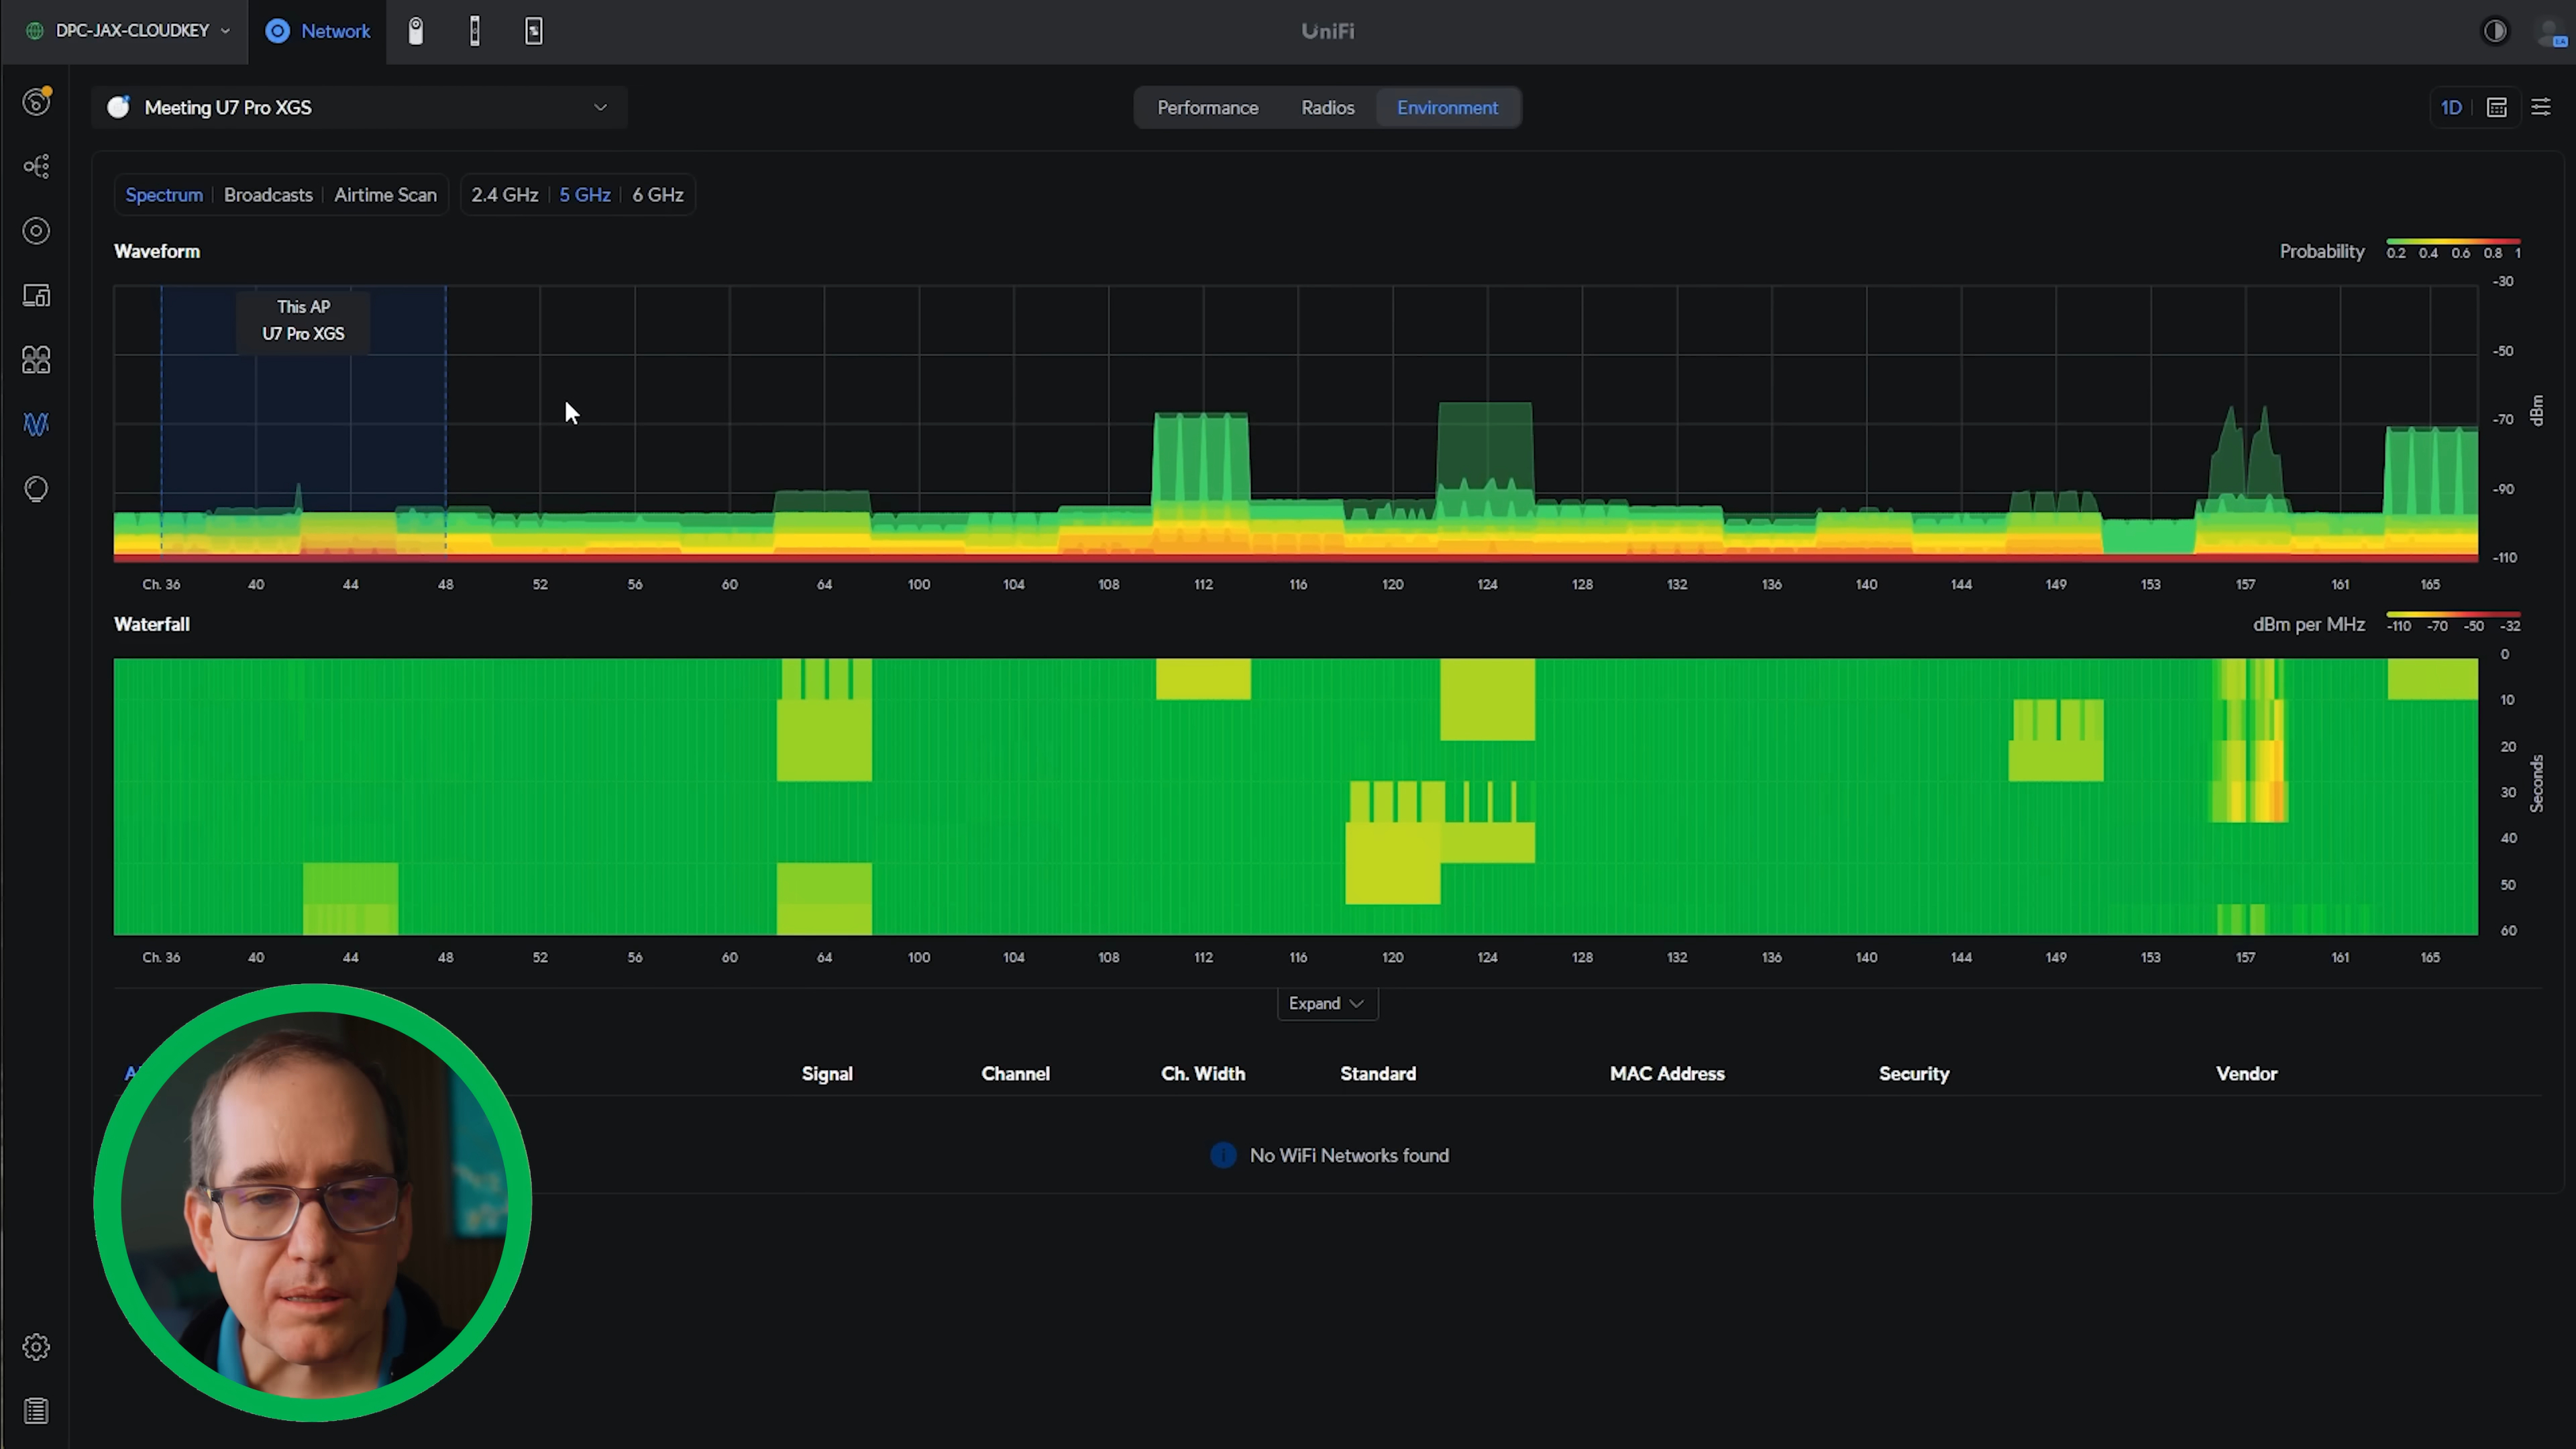 DPC-JAX-CLOUDKEY
Network
UniFi
Meeting U7 Pro XGS
Performance
Radios
Environment
1D
Spectrum
Broadcasts
Airtime Scan
2.4 GHz
5 GHz
6 GHz
Waveform
Probability
0.2 0.4 0.6 0.8 1
This AP
U7 Pro XGS
-30
-50
-70
-90
-110
dBm
Ch. 36 40 44 48 52 56 60 64 100 104 108 112 116 120 124 128 132 136 140 144 149 153 157 161 165
Waterfall
dBm per MHz
-110 -70 -50 -32
0
10
20
30
40
50
60
Seconds
Ch. 36 40 44 48 52 56 60 64 100 104 108 112 116 120 124 128 132 136 140 144 149 153 157 161 165
Expand
Signal Channel Ch. Width Standard MAC Address Security Vendor
No WiFi Networks found